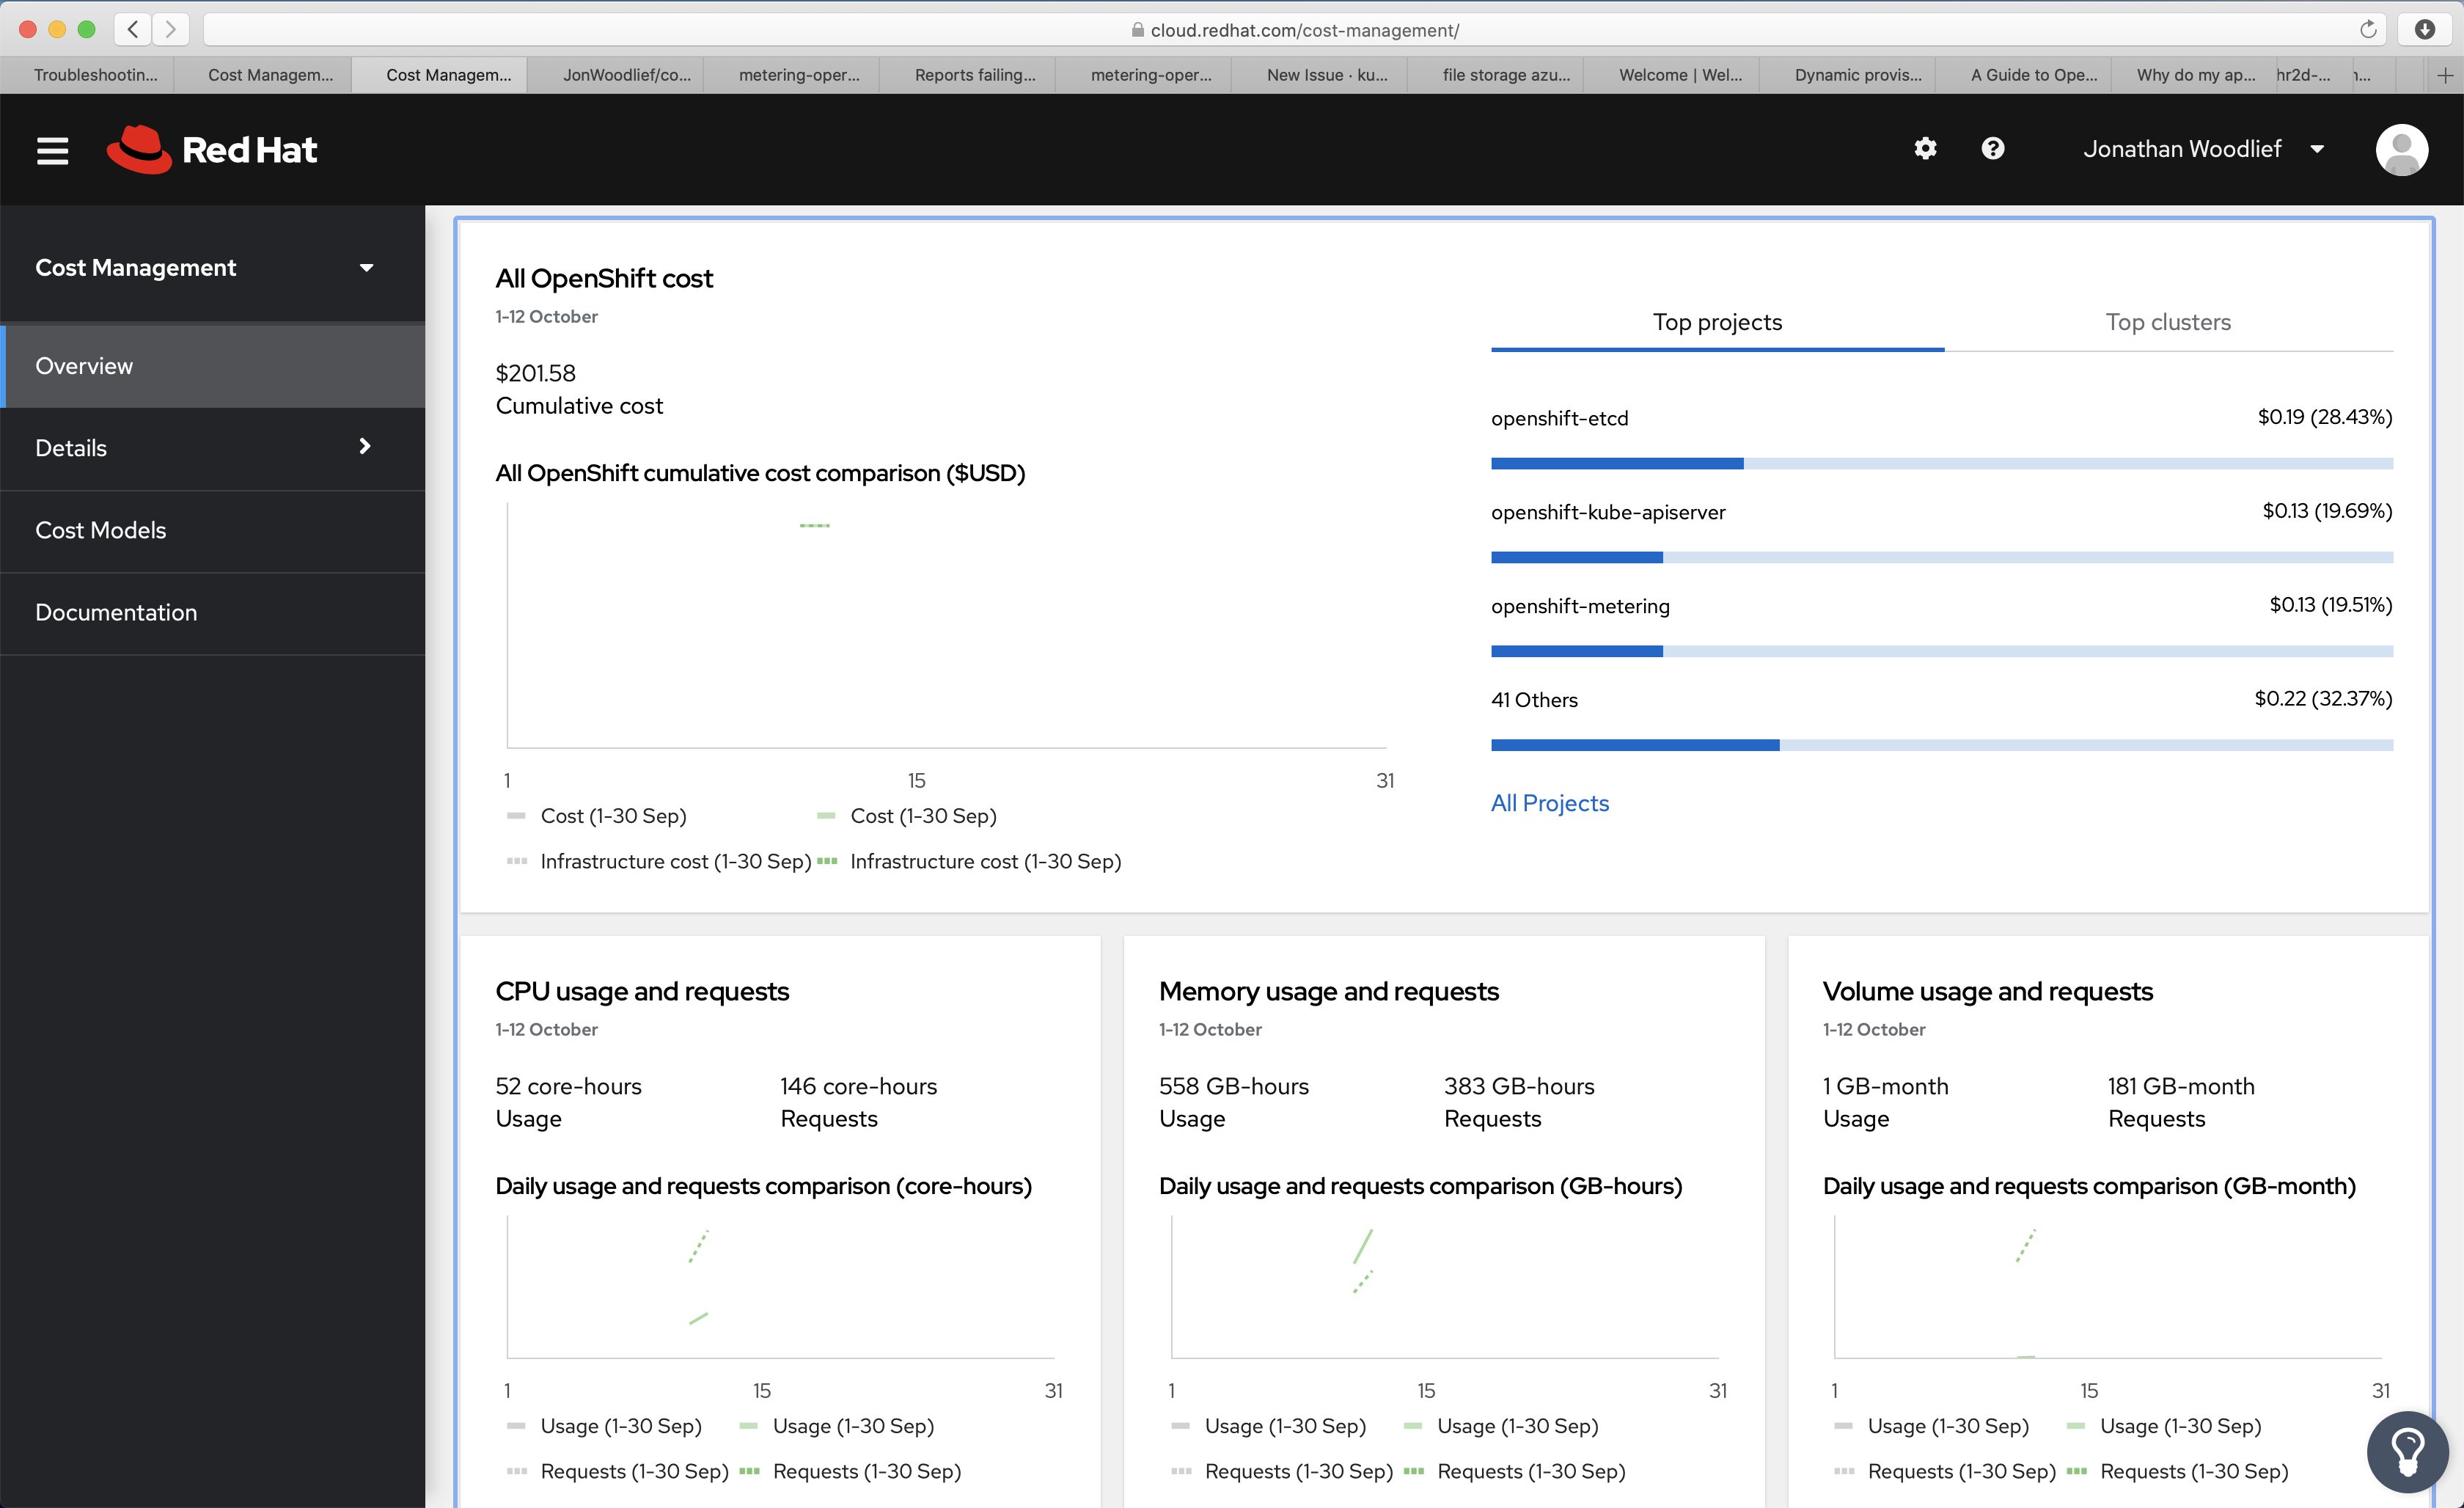 cloud.redhat.com/cost-management/
Troubleshootin...
Cost Managem...
Cost Managem...
JonWoodlief/co...
metering-oper...
Reports failing...
metering-oper...
New Issue · ku...
file storage azu...
Welcome | Wel...
Dynamic provis...
A Guide to Ope...
Why do my ap...
hr2d-...
Red Hat
Jonathan Woodlief
Cost Management
Overview
Details
Cost Models
Documentation
All OpenShift cost
1-12 October
$201.58
Cumulative cost
All OpenShift cumulative cost comparison ($USD)
1 15 31
Cost (1-30 Sep) Cost (1-30 Sep)
Infrastructure cost (1-30 Sep) Infrastructure cost (1-30 Sep)
Top projects Top clusters
openshift-etcd $0.19 (28.43%)
openshift-kube-apiserver $0.13 (19.69%)
openshift-metering $0.13 (19.51%)
41 Others $0.22 (32.37%)
All Projects
CPU usage and requests
1-12 October
52 core-hours 146 core-hours
Usage Requests
Daily usage and requests comparison (core-hours)
1 15 31
Usage (1-30 Sep) Usage (1-30 Sep)
Requests (1-30 Sep) Requests (1-30 Sep)
Memory usage and requests
1-12 October
558 GB-hours 383 GB-hours
Usage Requests
Daily usage and requests comparison (GB-hours)
1 15 31
Usage (1-30 Sep) Usage (1-30 Sep)
Requests (1-30 Sep) Requests (1-30 Sep)
Volume usage and requests
1-12 October
1 GB-month 181 GB-month
Usage Requests
Daily usage and requests comparison (GB-month)
1 15 31
Usage (1-30 Sep) Usage (1-30 Sep)
Requests (1-30 Sep) Requests (1-30 Sep)